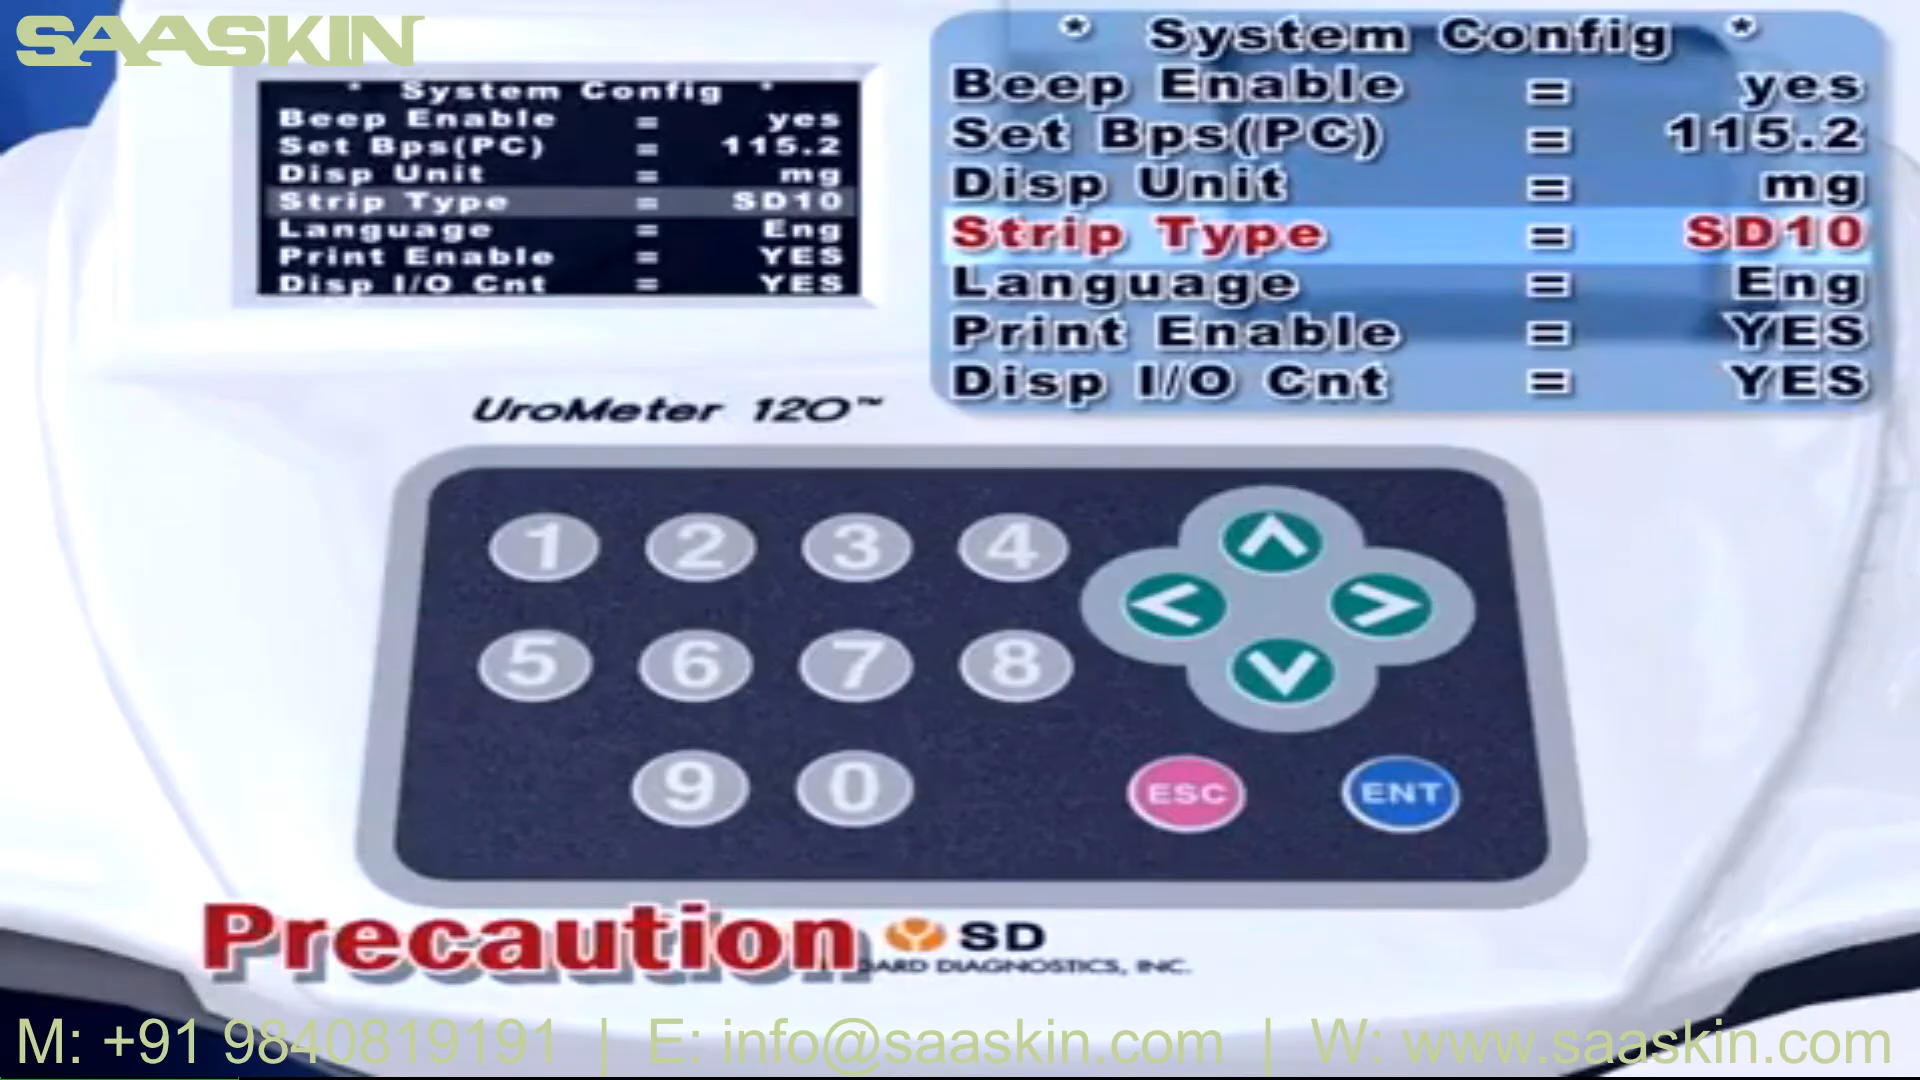 SAASKIN
* System Config *
Beep Enable = yes
Set Bps(PC) = 115.2
Disp Unit = mg
Strip Type = SD10
Language = Eng
Print Enable = YES
Disp I/O Cnt = YES
* System Config *
Beep Enable = yes
Set Bps(PC) = 115.2
Disp Unit = mg
Strip Type = SD10
Language = Eng
Print Enable = YES
Disp I/O Cnt = YES
UroMeter 120™
1 2 3 4
5 6 7 8
9 0 ESC ENT
Precaution SD
DIAGNOSTICS, INC.
M: +91 9840819191 | E: info@saaskin.com | W: www.saaskin.com